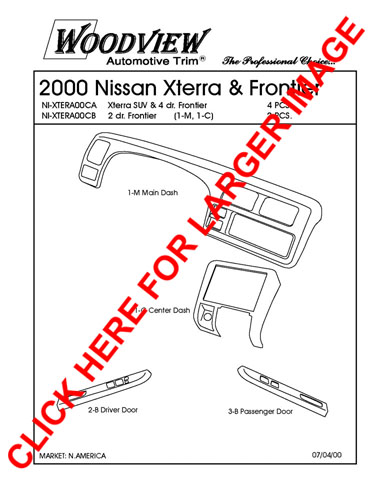 WOODVIEW
Automotive Trim®
The Professional Choice...
2000 Nissan Xterra & Frontier
NI-XTERA00CA Xterra SUV & 4 dr. Frontier 4 PCS.
NI-XTERA00CB 2 dr. Frontier (1-M, 1-C) 2 PCS.
1-M Main Dash
1-C Center Dash
2-B Driver Door
3-B Passenger Door
MARKET: N.AMERICA 07/04/00
CLICK HERE FOR LARGER IMAGE